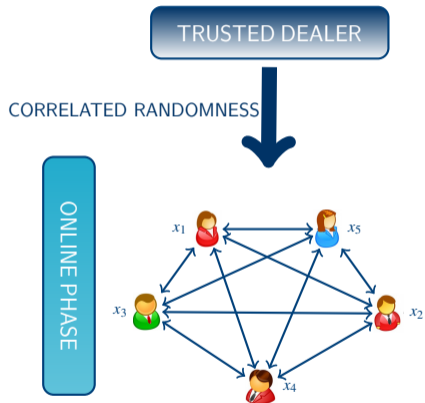 TRUSTED DEALER
CORRELATED RANDOMNESS
ONLINE PHASE
x₁
x₅
x₃
x₂
x₄